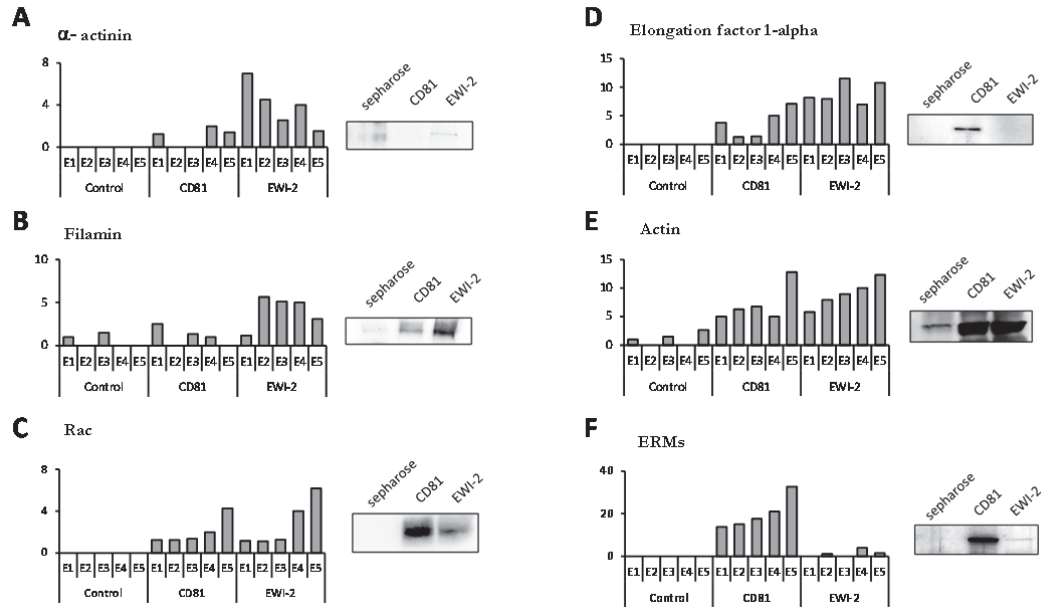 A
α- actinin
8
4
0
E1 E2 E3 E4 E5 E1 E2 E3 E4 E5 E1 E2 E3 E4 E5
Control CD81 EWI-2
sepharose CD81 EWI-2
B
Filamin
10
5
0
E1 E2 E3 E4 E5 E1 E2 E3 E4 E5 E1 E2 E3 E4 E5
Control CD81 EWI-2
sepharose CD81 EWI-2
C
Rac
8
4
0
E1 E2 E3 E4 E5 E1 E2 E3 E4 E5 E1 E2 E3 E4 E5
Control CD81 EWI-2
sepharose CD81 EWI-2
D
Elongation factor 1-alpha
15
10
5
0
E1 E2 E3 E4 E5 E1 E2 E3 E4 E5 E1 E2 E3 E4 E5
Control CD81 EWI-2
sepharose CD81 EWI-2
E
Actin
15
10
5
0
E1 E2 E3 E4 E5 E1 E2 E3 E4 E5 E1 E2 E3 E4 E5
Control CD81 EWI-2
sepharose CD81 EWI-2
F
ERMs
40
20
0
E1 E2 E3 E4 E5 E1 E2 E3 E4 E5 E1 E2 E3 E4 E5
Control CD81 EWI-2
sepharose CD81 EWI-2